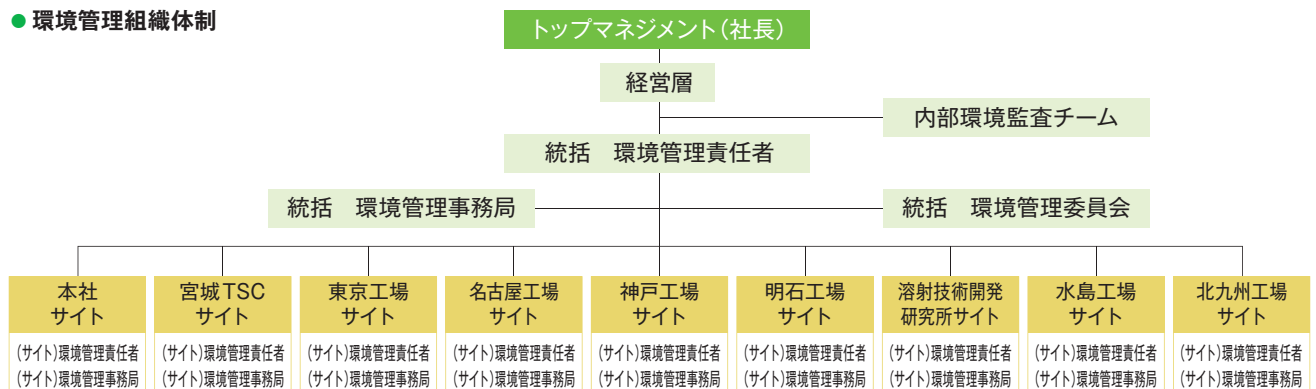 ● 環境管理組織体制
トップマネジメント（社長）
経営層
内部環境監査チーム
統括　環境管理責任者
統括　環境管理事務局
統括　環境管理委員会
本社
サイト
(サイト)環境管理責任者
(サイト)環境管理事務局
宮城TSC
サイト
(サイト)環境管理責任者
(サイト)環境管理事務局
東京工場
サイト
(サイト)環境管理責任者
(サイト)環境管理事務局
名古屋工場
サイト
(サイト)環境管理責任者
(サイト)環境管理事務局
神戸工場
サイト
(サイト)環境管理責任者
(サイト)環境管理事務局
明石工場
サイト
(サイト)環境管理責任者
(サイト)環境管理事務局
溶射技術開発
研究所サイト
(サイト)環境管理責任者
(サイト)環境管理事務局
水島工場
サイト
(サイト)環境管理責任者
(サイト)環境管理事務局
北九州工場
サイト
(サイト)環境管理責任者
(サイト)環境管理事務局